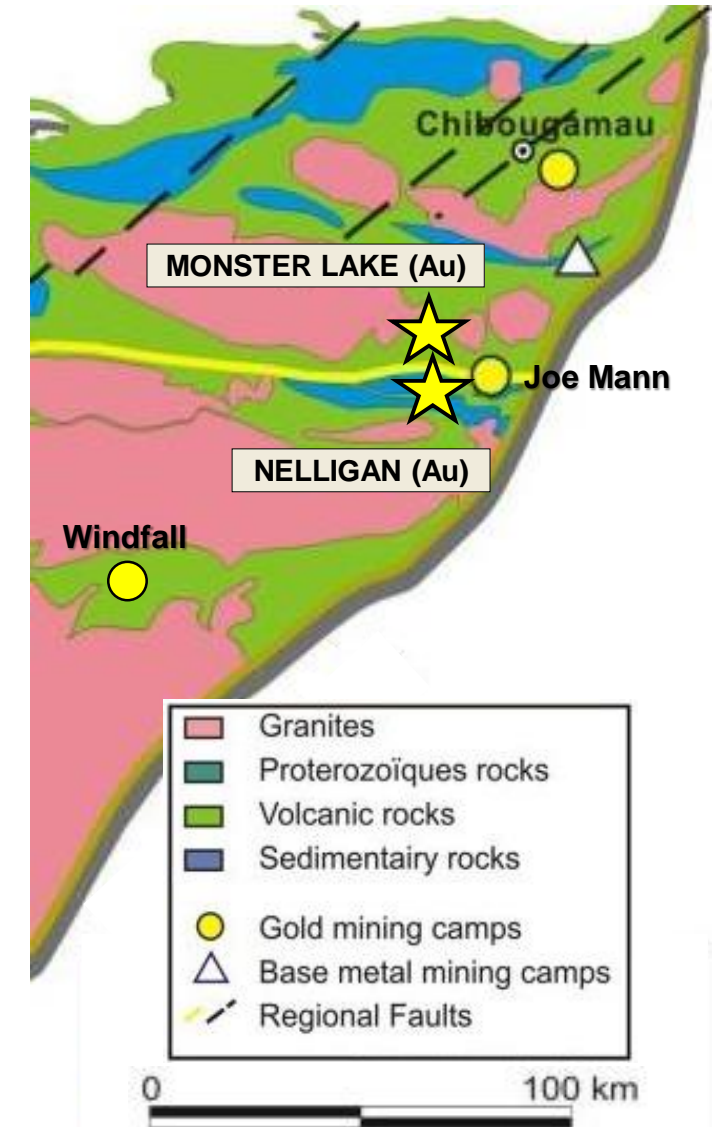 Chibougamau
MONSTER LAKE (Au)
Joe Mann
NELLIGAN (Au)
Windfall
Granites
Proterozoïques rocks
Volcanic rocks
Sedimentairy rocks
Gold mining camps
Base metal mining camps
Regional Faults
0 100 km